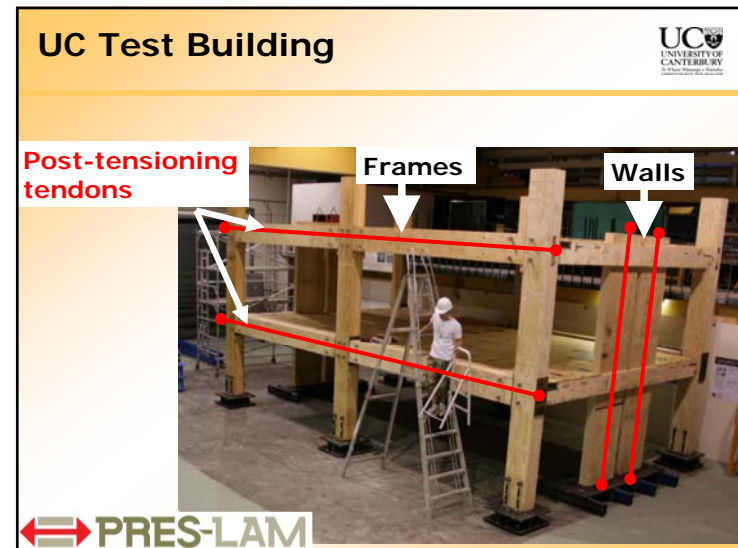 UC Test Building
UC
UNIVERSITY OF
CANTERBURY
Post-tensioning
tendons
Frames
Walls
PRES-LAM